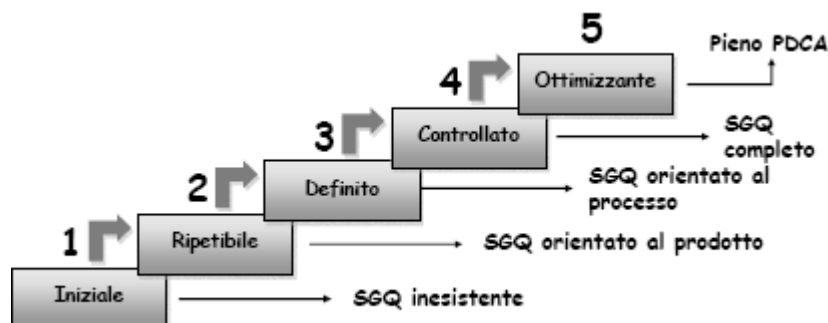 5
Pieno PDCA
Ottimizzante
4
Controllato
SGQ
completo
3
Definito
SGQ orientato al
processo
2
Ripetibile
SGQ orientato al prodotto
1
Iniziale
SGQ inesistente